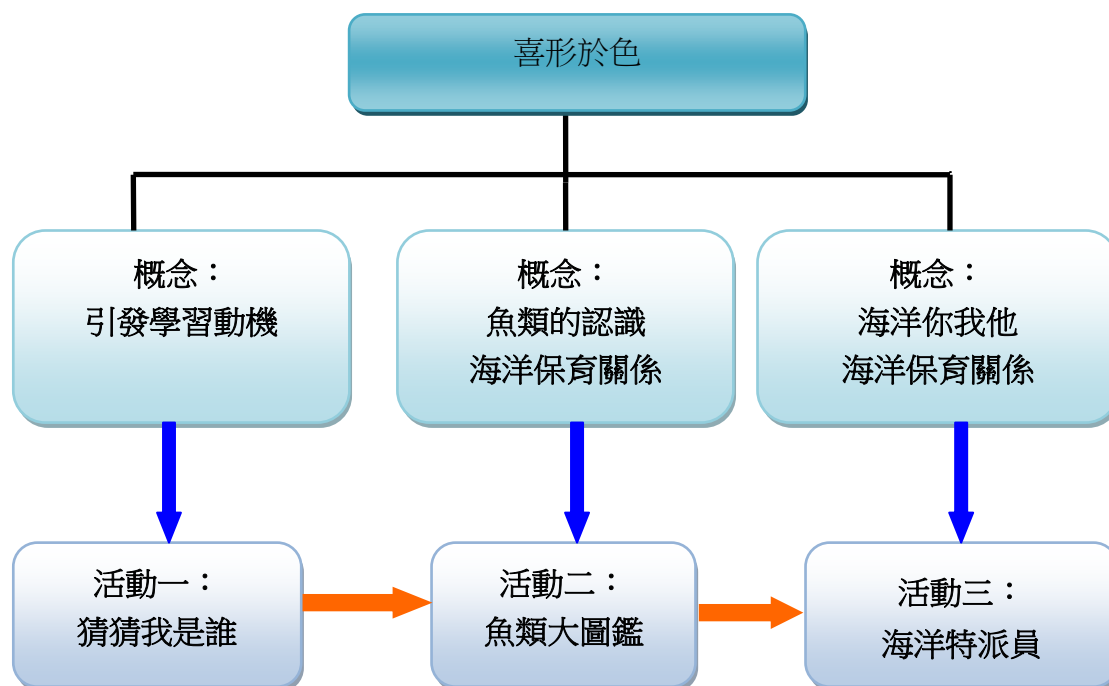 喜形於色
概念：
引發學習動機
概念：
魚類的認識
海洋保育關係
概念：
海洋你我他
海洋保育關係
活動一：
猜猜我是誰
活動二：
魚類大圖鑑
活動三：
海洋特派員